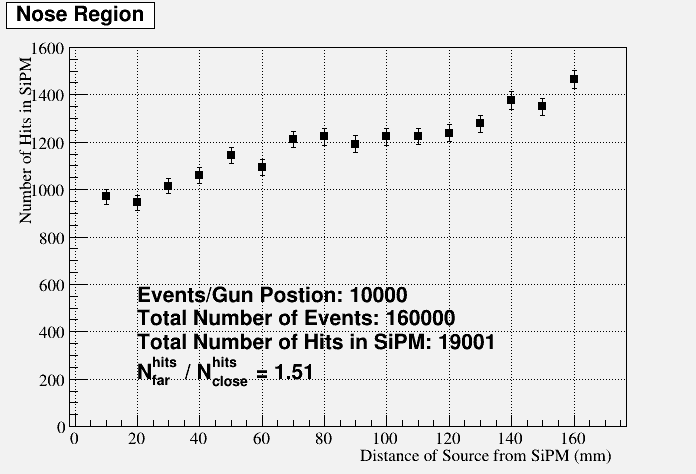 Nose Region
Number of Hits in SiPM
1600
1400
1200
1000
800
600
400
200
0
Events/Gun Postion: 10000
Total Number of Events: 160000
Total Number of Hits in SiPM: 19001
N^hits_far / N^hits_close = 1.51
0 20 40 60 80 100 120 140 160
Distance of Source from SiPM (mm)